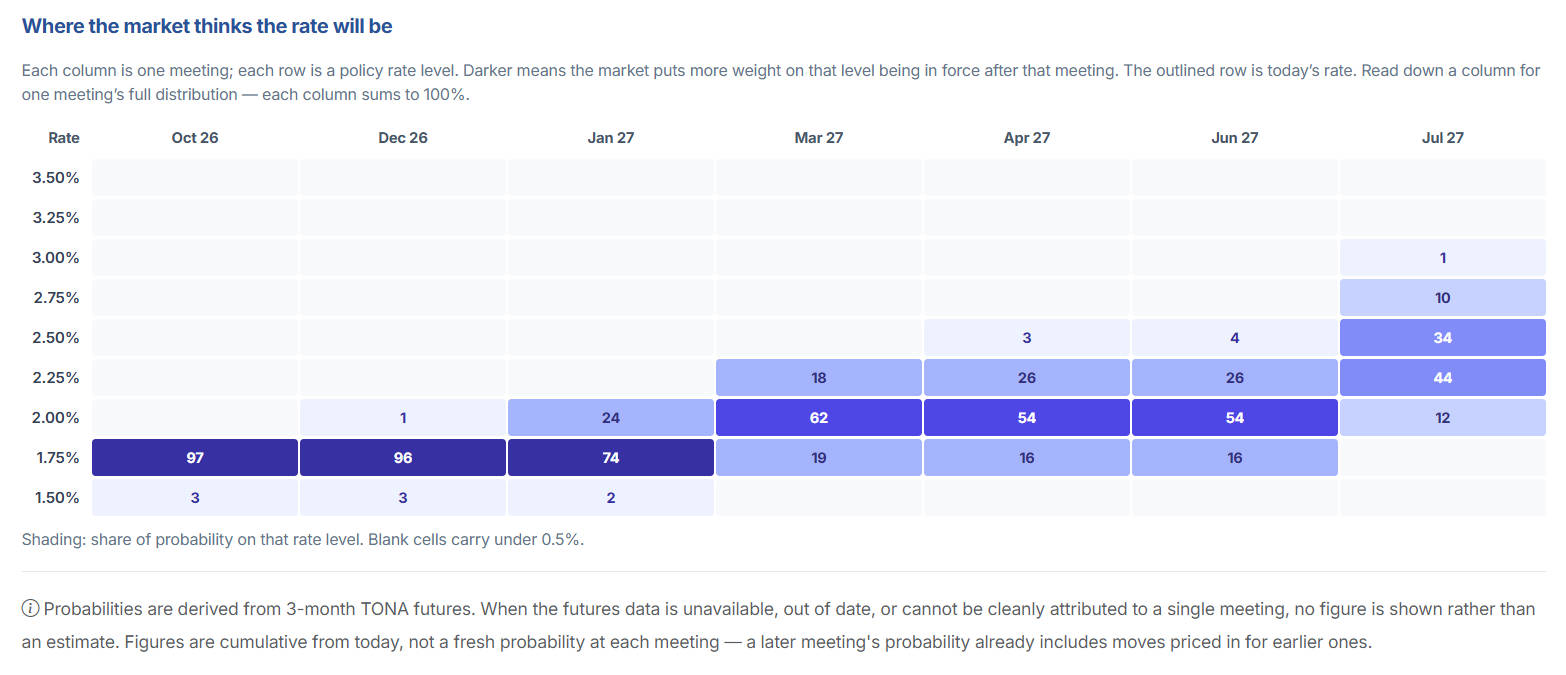 Where the market thinks the rate will be
Each column is one meeting; each row is a policy rate level. Darker means the market puts more weight on that level being in force after that meeting. The outlined row is today’s rate. Read down a column for
one meeting’s full distribution — each column sums to 100%.
Rate Oct 26 Dec 26 Jan 27 Mar 27 Apr 27 Jun 27 Jul 27
3.50%
3.25%
3.00% 1
2.75% 10
2.50% 3 4 34
2.25% 18 26 26 44
2.00% 1 24 62 54 54 12
1.75% 97 96 74 19 16 16
1.50% 3 3 2
Shading: share of probability on that rate level. Blank cells carry under 0.5%.
Probabilities are derived from 3-month TONA futures. When the futures data is unavailable, out of date, or cannot be cleanly attributed to a single meeting, no figure is shown rather than
an estimate. Figures are cumulative from today, not a fresh probability at each meeting — a later meeting's probability already includes moves priced in for earlier ones.